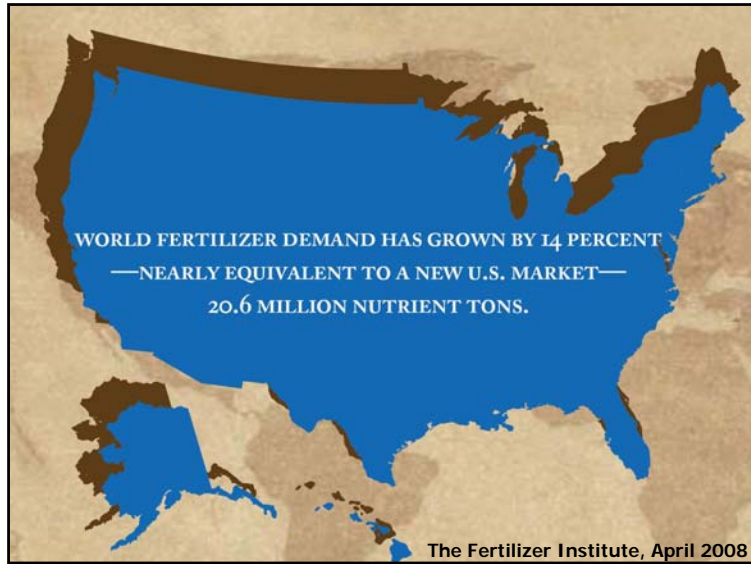 WORLD FERTILIZER DEMAND HAS GROWN BY 14 PERCENT
—NEARLY EQUIVALENT TO A NEW U.S. MARKET—
20.6 MILLION NUTRIENT TONS.
The Fertilizer Institute, April 2008